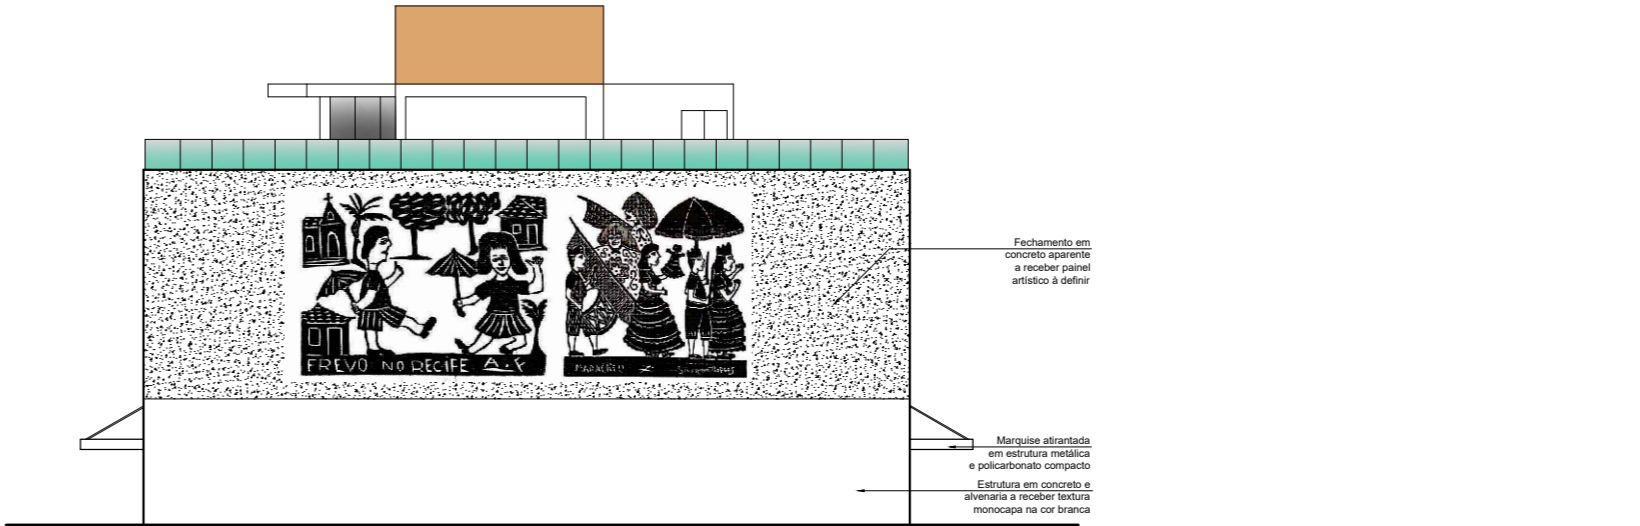 FREVO NO RECIFE A.F
Fechamento em
concreto aparente
a receber painel
artístico à definir
Marquise atirantada
em estrutura metálica
e policarbonato compacto
Estrutura em concreto e
alvenaria a receber textura
monocapa na cor branca